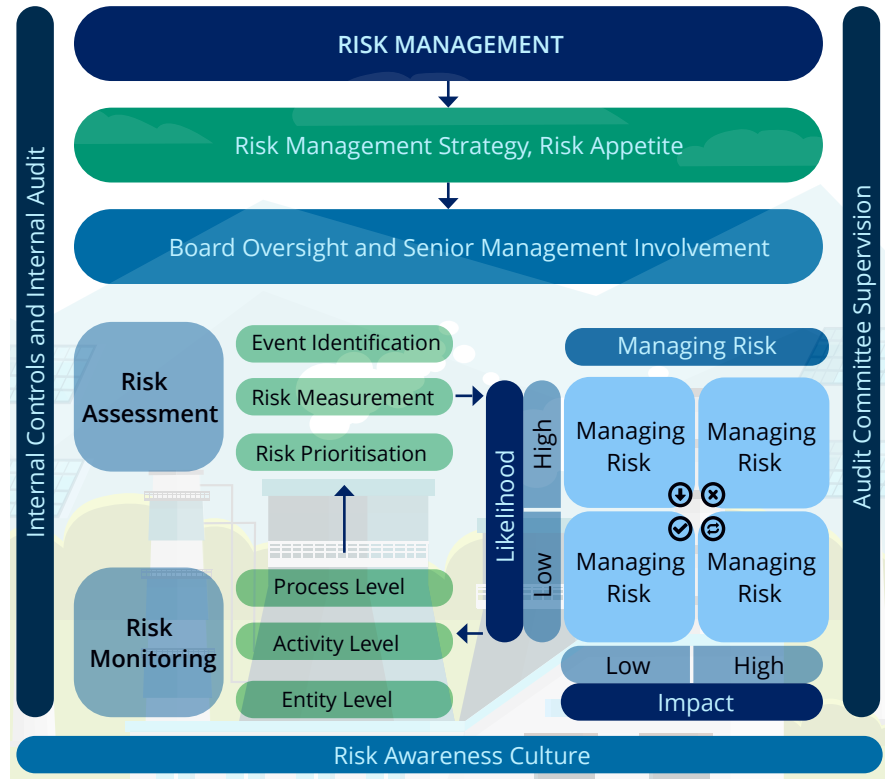 RISK MANAGEMENT
Risk Management Strategy, Risk Appetite
Board Oversight and Senior Management Involvement
Internal Controls and Internal Audit
Audit Committee Supervision
Risk
Assessment
Event Identification
Risk Measurement
Risk Prioritisation
Risk
Monitoring
Process Level
Activity Level
Entity Level
Managing Risk
Likelihood
High
Low
Managing
Risk
Managing
Risk
Managing
Risk
Managing
Risk
Low
High
Impact
Risk Awareness Culture